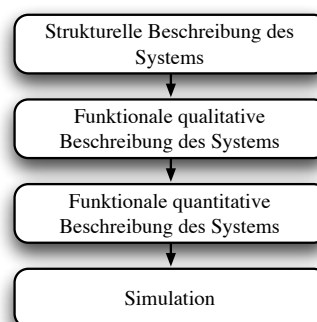 Strukturelle Beschreibung des
Systems
Funktionale qualitative
Beschreibung des Systems
Funktionale quantitative
Beschreibung des Systems
Simulation